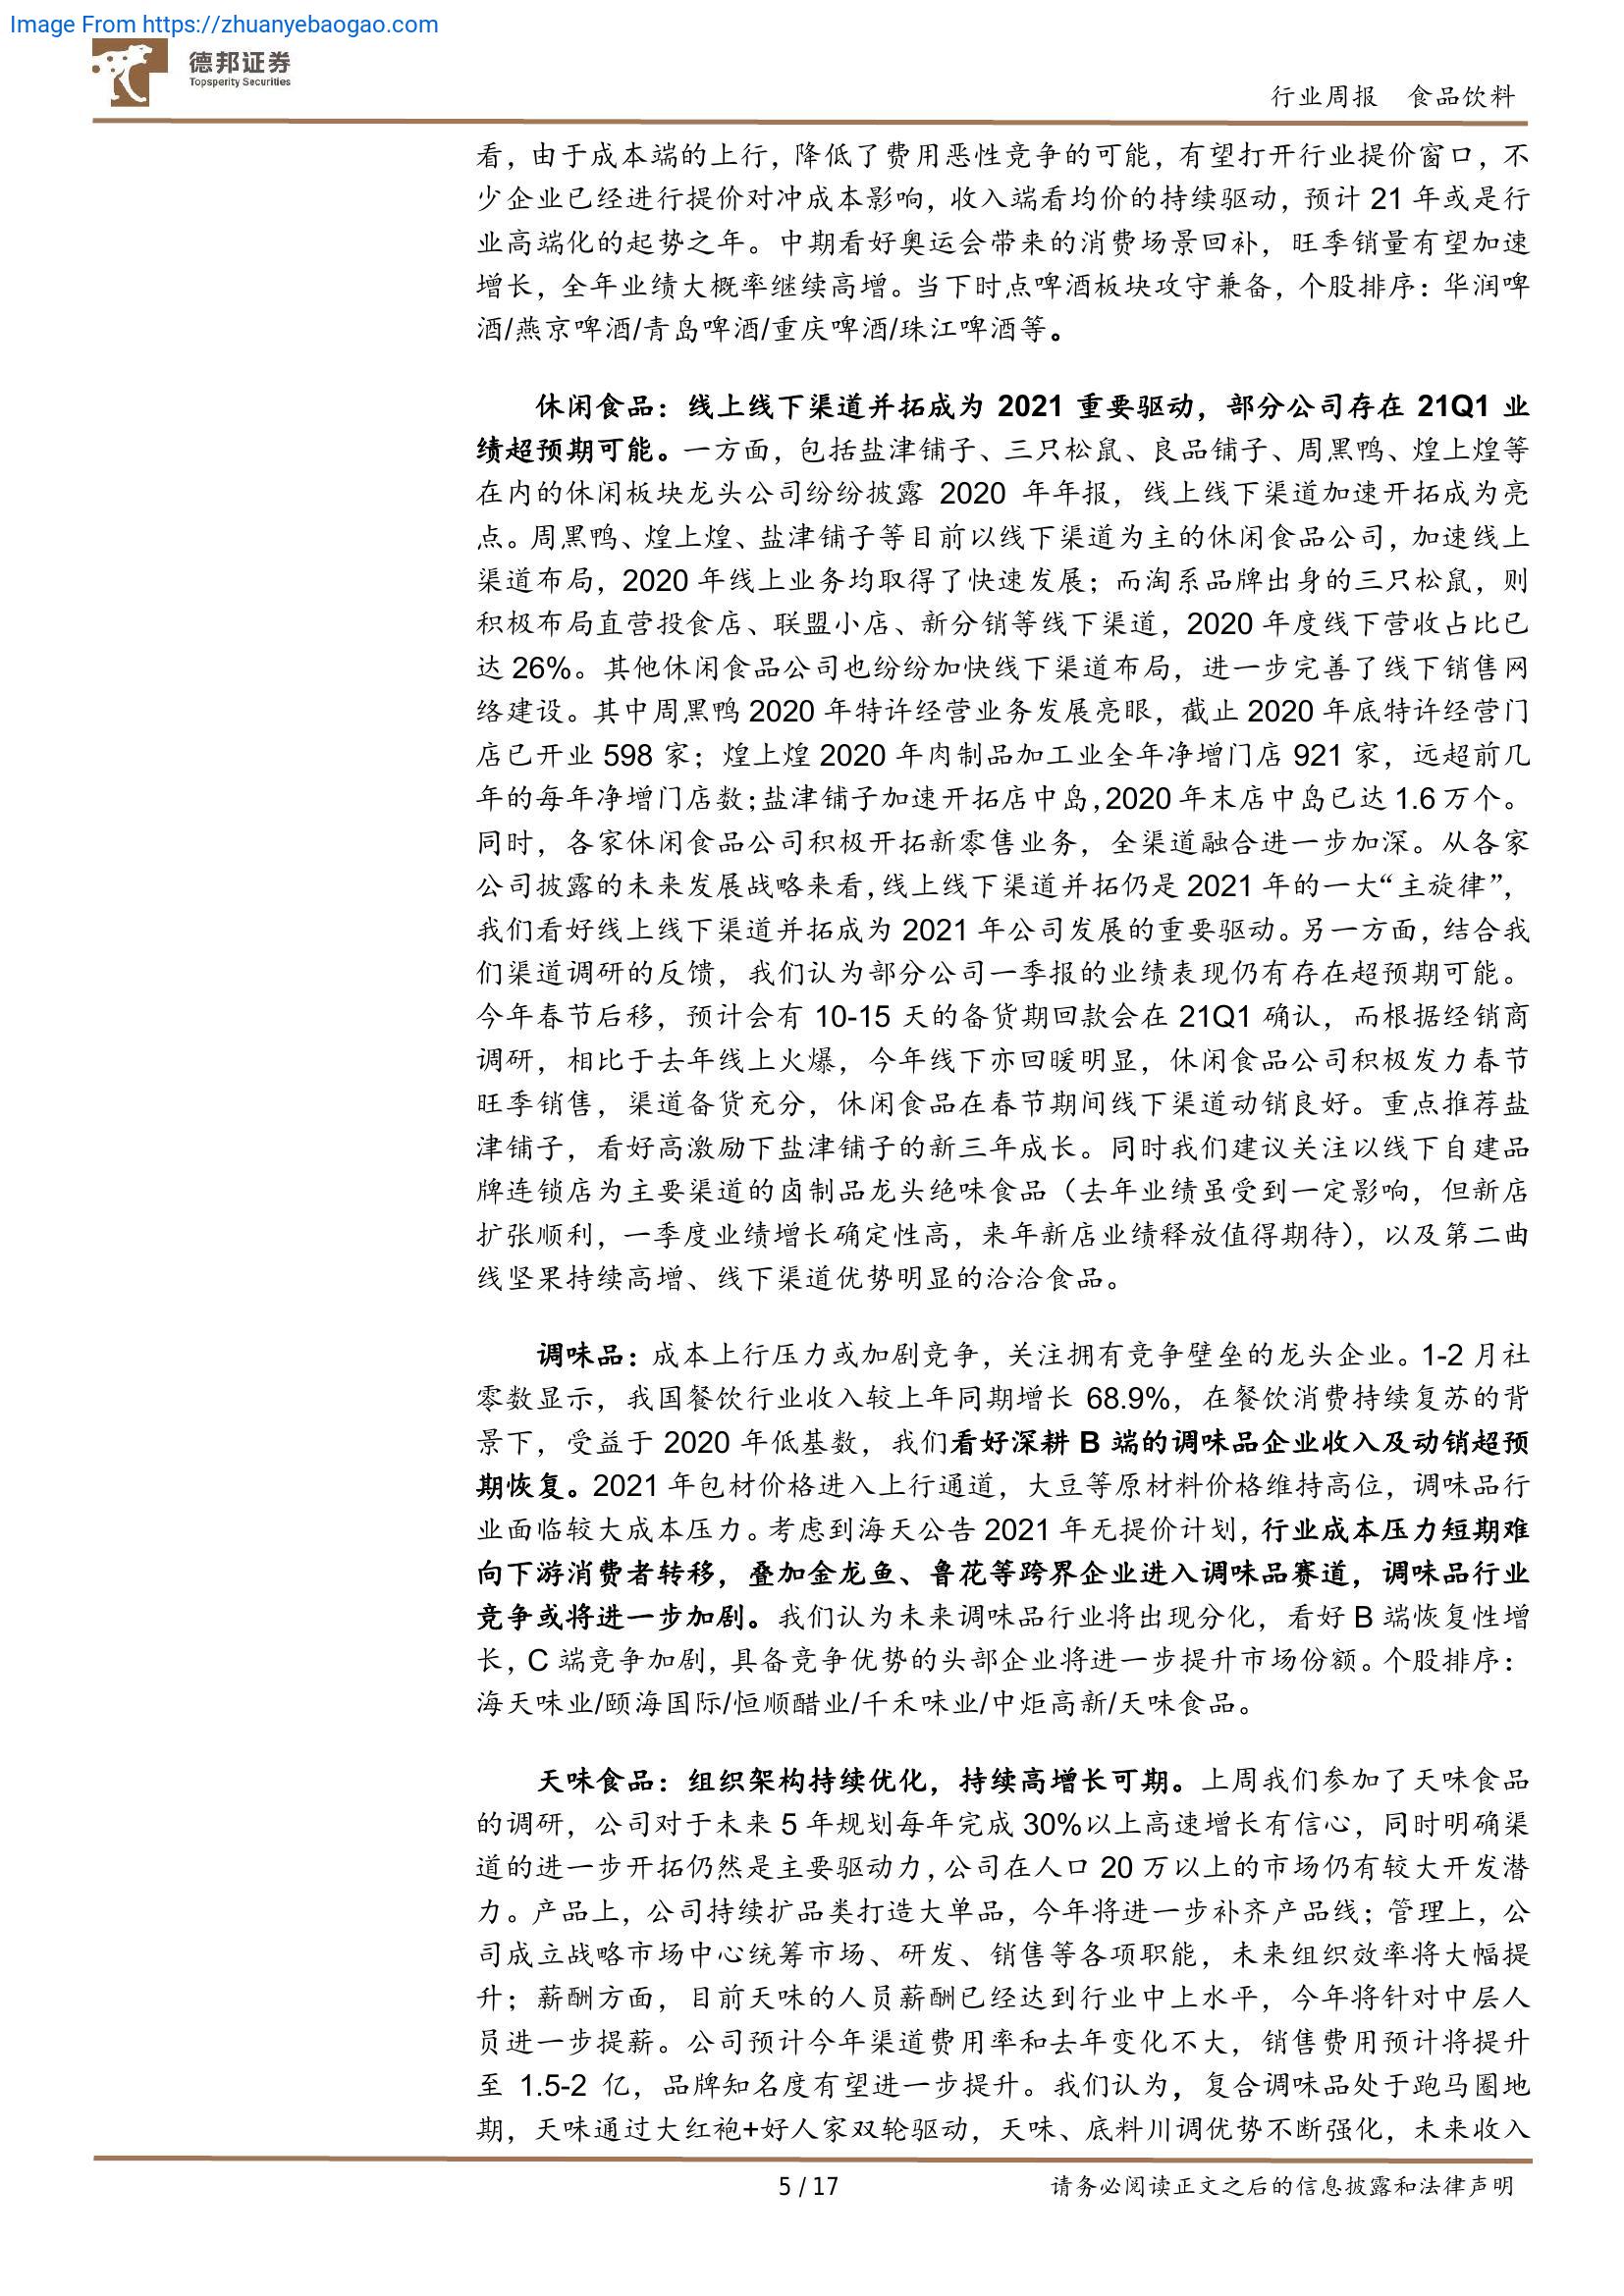 Image From https://zhuanyebaogao.com
德邦证券
Topsperity Securities
行业周报 食品饮料
看，由于成本端的上行，降低了费用恶性竞争的可能，有望打开行业提价窗口，不
少企业已经进行提价对冲成本影响，收入端看均价的持续驱动，预计 21 年或是行
业高端化的起势之年。中期看好奥运会带来的消费场景回补，旺季销量有望加速
增长，全年业绩大概率继续高增。当下时点啤酒板块攻守兼备，个股排序：华润啤
酒/燕京啤酒/青岛啤酒/重庆啤酒/珠江啤酒等。
休闲食品：线上线下渠道并拓成为 2021 重要驱动，部分公司存在 21Q1 业
绩超预期可能。一方面，包括盐津铺子、三只松鼠、良品铺子、周黑鸭、煌上煌等
在内的休闲板块龙头公司纷纷披露 2020 年年报，线上线下渠道加速开拓成为亮
点。周黑鸭、煌上煌、盐津铺子等目前以线下渠道为主的休闲食品公司，加速线上
渠道布局，2020 年线上业务均取得了快速发展；而淘系品牌出身的三只松鼠，则
积极布局直营投食店、联盟小店、新分销等线下渠道，2020 年度线下营收占比已
达 26%。其他休闲食品公司也纷纷加快线下渠道布局，进一步完善了线下销售网
络建设。其中周黑鸭 2020 年特许经营业务发展亮眼，截止 2020 年底特许经营门
店已开业 598 家；煌上煌 2020 年肉制品加工业全年净增门店 921 家，远超前几
年的每年净增门店数；盐津铺子加速开拓店中岛，2020 年末店中岛已达 1.6 万个。
同时，各家休闲食品公司积极开拓新零售业务，全渠道融合进一步加深。从各家
公司披露的未来发展战略来看，线上线下渠道并拓仍是 2021 年的一大“主旋律”，
我们看好线上线下渠道并拓成为 2021 年公司发展的重要驱动。另一方面，结合我
们渠道调研的反馈，我们认为部分公司一季报的业绩表现仍有存在超预期可能。
今年春节后移，预计会有 10-15 天的备货期回款会在 21Q1 确认，而根据经销商
调研，相比于去年线上火爆，今年线下亦回暖明显，休闲食品公司积极发力春节
旺季销售，渠道备货充分，休闲食品在春节期间线下渠道动销良好。重点推荐盐
津铺子，看好高激励下盐津铺子的新三年成长。同时我们建议关注以线下自建品
牌连锁店为主要渠道的卤制品龙头绝味食品（去年业绩虽受到一定影响，但新店
扩张顺利，一季度业绩增长确定性高，来年新店业绩释放值得期待），以及第二曲
线坚果持续高增、线下渠道优势明显的洽洽食品。
调味品：成本上行压力或加剧竞争，关注拥有竞争壁垒的龙头企业。1-2 月社
零数显示，我国餐饮行业收入较上年同期增长 68.9%，在餐饮消费持续复苏的背
景下，受益于 2020 年低基数，我们看好深耕 B 端的调味品企业收入及动销超预
期恢复。2021 年包材价格进入上行通道，大豆等原材料价格维持高位，调味品行
业面临较大成本压力。考虑到海天公告 2021 年无提价计划，行业成本压力短期难
向下游消费者转移，叠加金龙鱼、鲁花等跨界企业进入调味品赛道，调味品行业
竞争或将进一步加剧。我们认为未来调味品行业将出现分化，看好 B 端恢复性增
长，C 端竞争加剧，具备竞争优势的头部企业将进一步提升市场份额。个股排序：
海天味业/颐海国际/恒顺醋业/千禾味业/中炬高新/天味食品。
天味食品：组织架构持续优化，持续高增长可期。上周我们参加了天味食品
的调研，公司对于未来 5 年规划每年完成 30%以上高速增长有信心，同时明确渠
道的进一步开拓仍然是主要驱动力，公司在人口 20 万以上的市场仍有较大开发潜
力。产品上，公司持续扩品类打造大单品，今年将进一步补齐产品线；管理上，公
司成立战略市场中心统筹市场、研发、销售等各项职能，未来组织效率将大幅提
升；薪酬方面，目前天味的人员薪酬已经达到行业中上水平，今年将针对中层人
员进一步提薪。公司预计今年渠道费用率和去年变化不大，销售费用预计将提升
至 1.5-2 亿，品牌知名度有望进一步提升。我们认为，复合调味品处于跑马圈地
期，天味通过大红袍+好人家双轮驱动，天味、底料川调优势不断强化，未来收入
5 / 17
请务必阅读正文之后的信息披露和法律声明